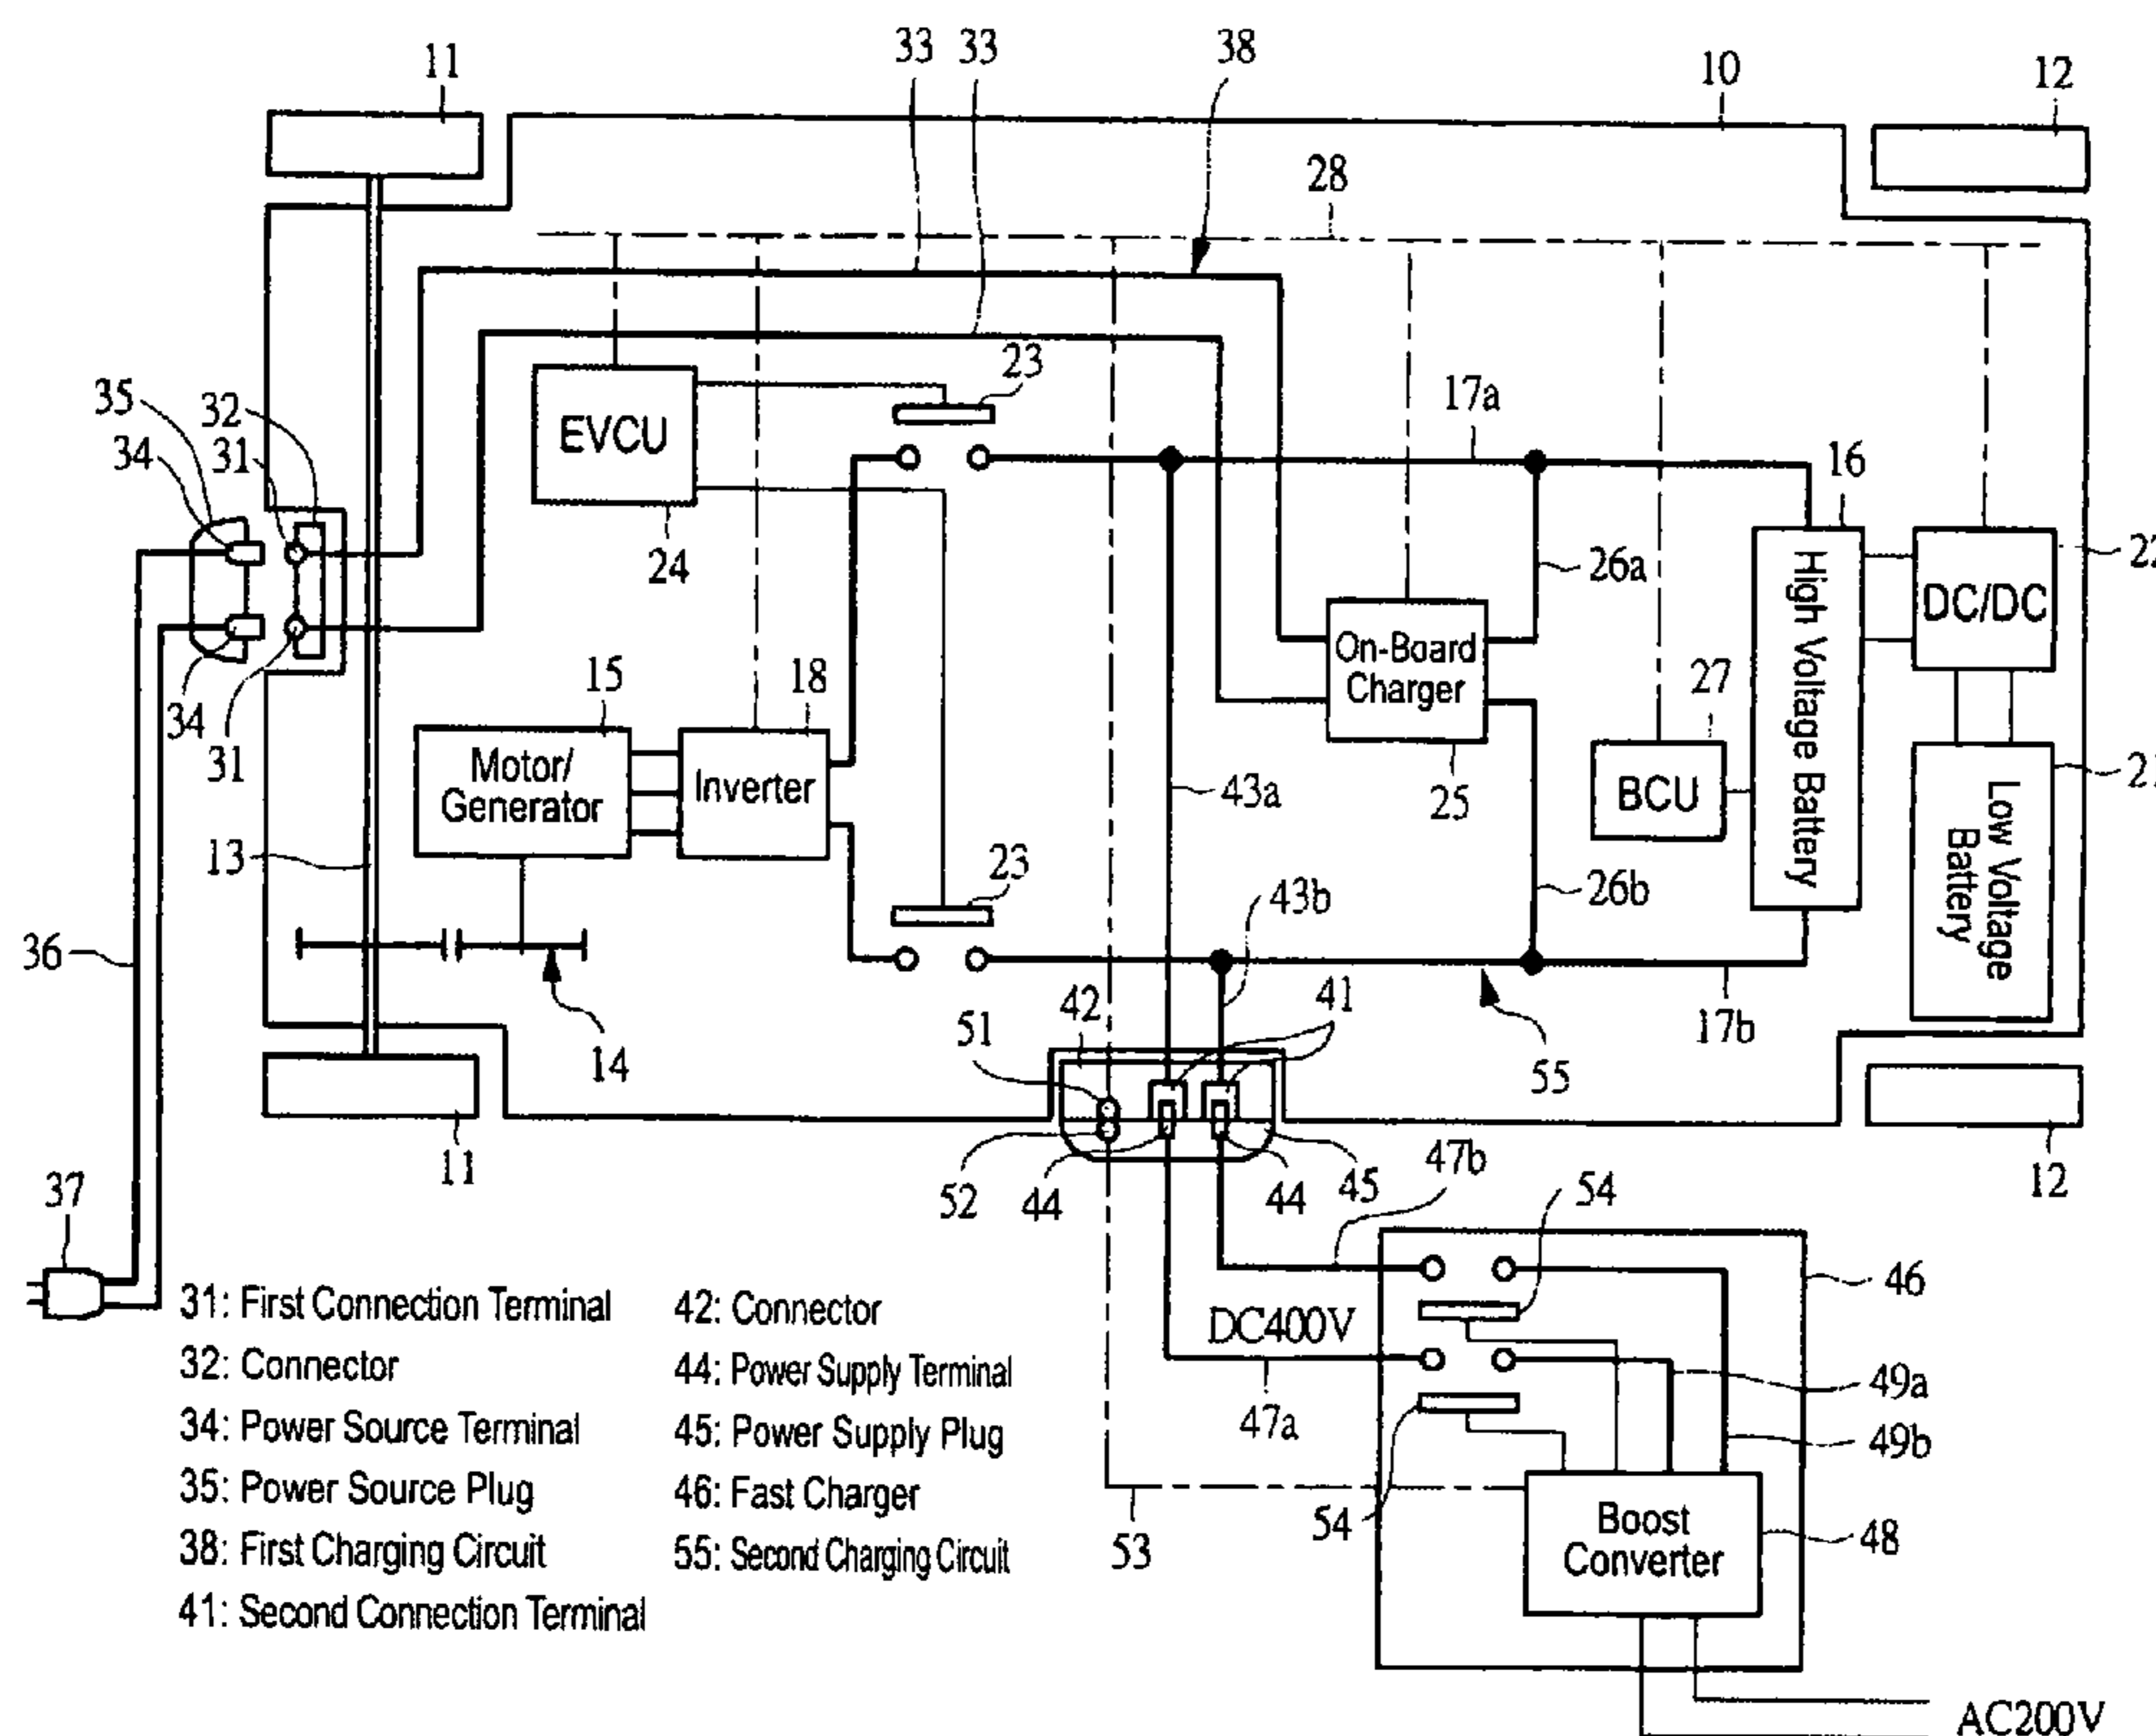 33 33 38
11 10 12
28
23
35 32 17a
34 31 EVCU 16
24 26a 22
High Voltage Battery DC/DC
On-Board
Charger
34 31 15 18 27
Motor/
Generator Inverter 43a 25 BCU
Low Voltage
Battery
13 23 43b 26b
36
14 51 42 41 55 17b
11 52 44 44 45 47b 54 12
37
46
DC400V
47a 49a
49b
53 54 Boost
Converter 48
AC200V
31: First Connection Terminal
32: Connector
34: Power Source Terminal
35: Power Source Plug
38: First Charging Circuit
41: Second Connection Terminal
42: Connector
44: Power Supply Terminal
45: Power Supply Plug
46: Fast Charger
55: Second Charging Circuit